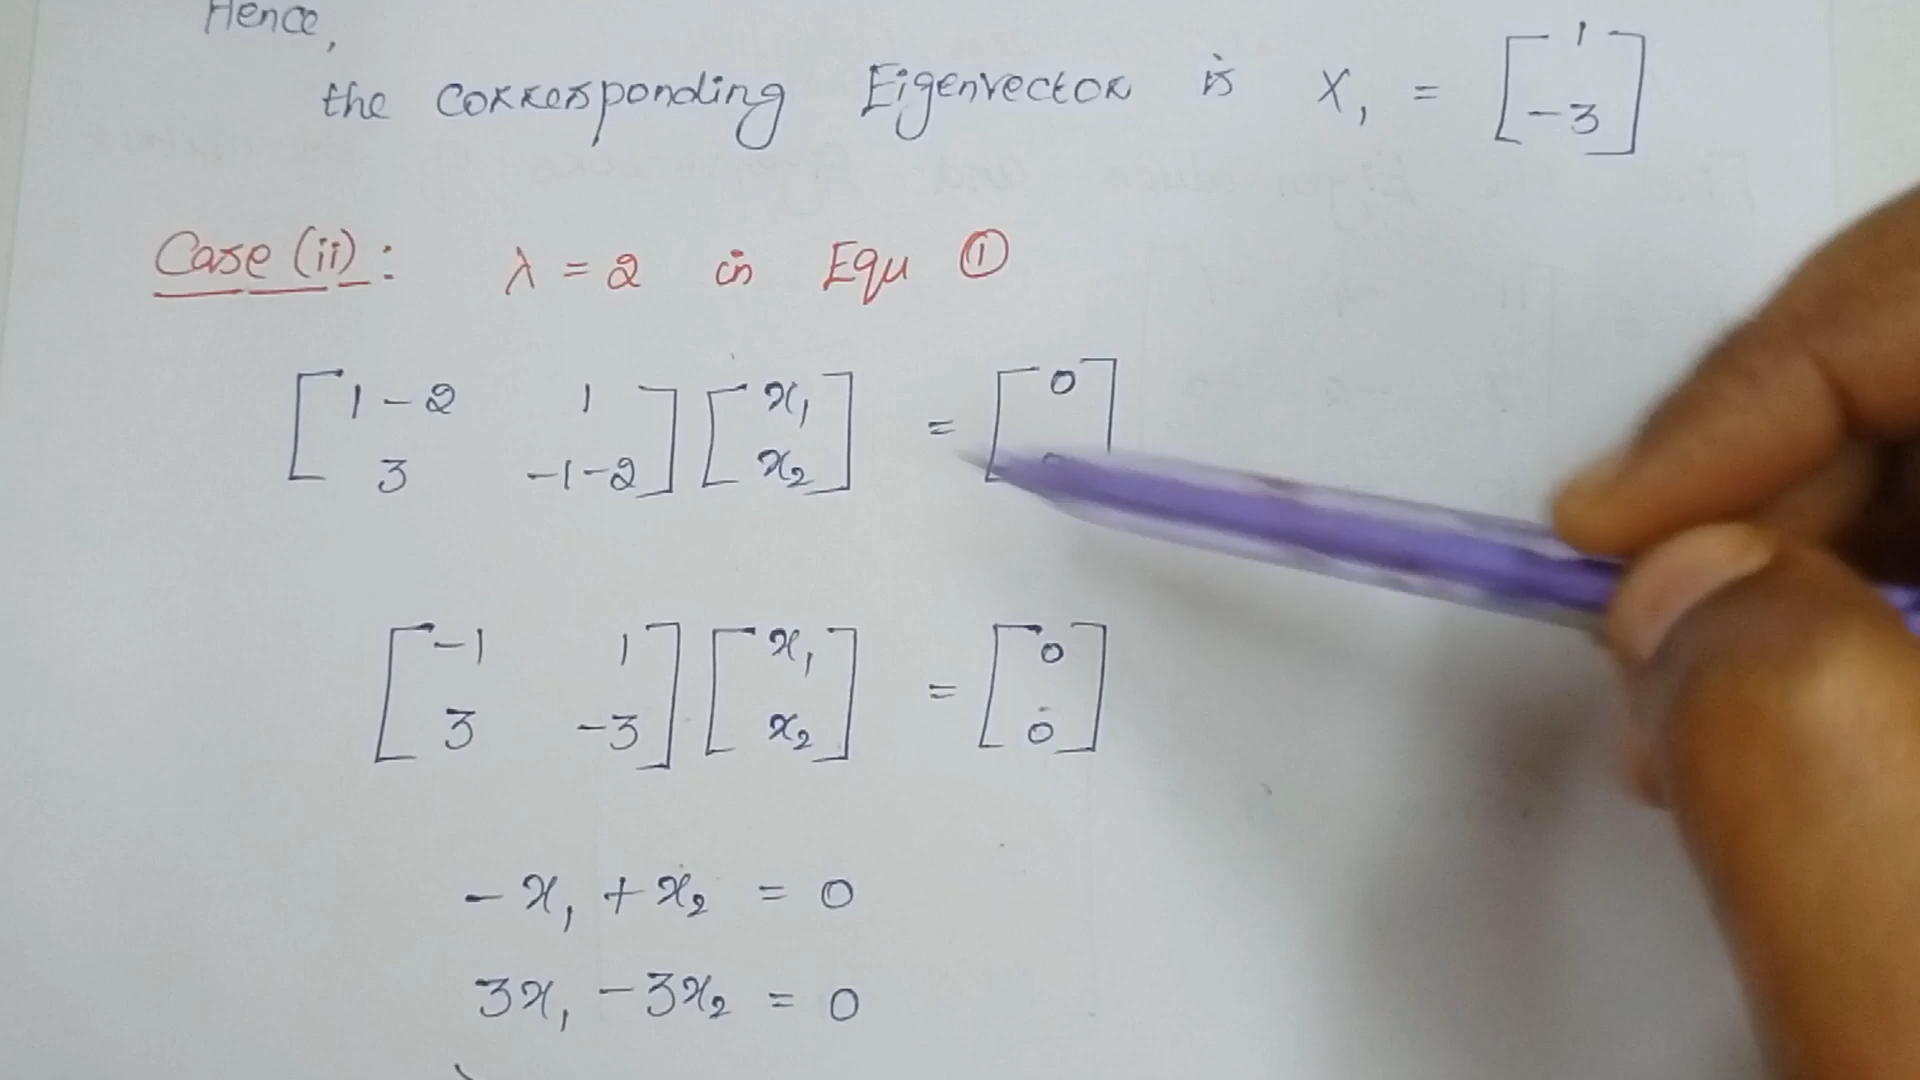 Hence,
the corresponding Eigenvector is X₁ = [1 -3]
Case (ii): λ = 2 in Equ ①
[1-2 1 3 -1-2] [x₁ x₂] = [0
[-1 1 3 -3] [x₁ x₂] = [0 0]
-x₁ + x₂ = 0
3x₁ - 3x₂ = 0